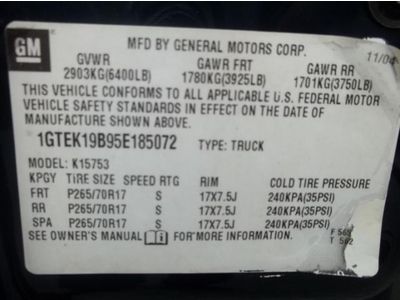 GM
MFD BY GENERAL MOTORS CORP.
11/04
GVWR GAWR FRT GAWR RR
2903KG(6400LB) 1780KG(3925LB) 1701KG(3750LB)
THIS VEHICLE CONFORMS TO ALL APPLICABLE U.S. FEDERAL MOTOR
VEHICLE SAFETY STANDARDS IN EFFECT ON THE DATE OF
MANUFACTURE SHOWN ABOVE.
1GTEK19B95E185072 TYPE: TRUCK
MODEL: K15753
KPGY TIRE SIZE SPEED RTG RIM COLD TIRE PRESSURE
FRT P265/70R17 S 17X7.5J 240KPA(35PSI)
RR P265/70R17 S 17X7.5J 240KPA(35PSI)
SPA P265/70R17 S 17X7.5J 240KPA(35PSI)
SEE OWNER'S MANUAL FOR MORE INFORMATION. F 568
T 562